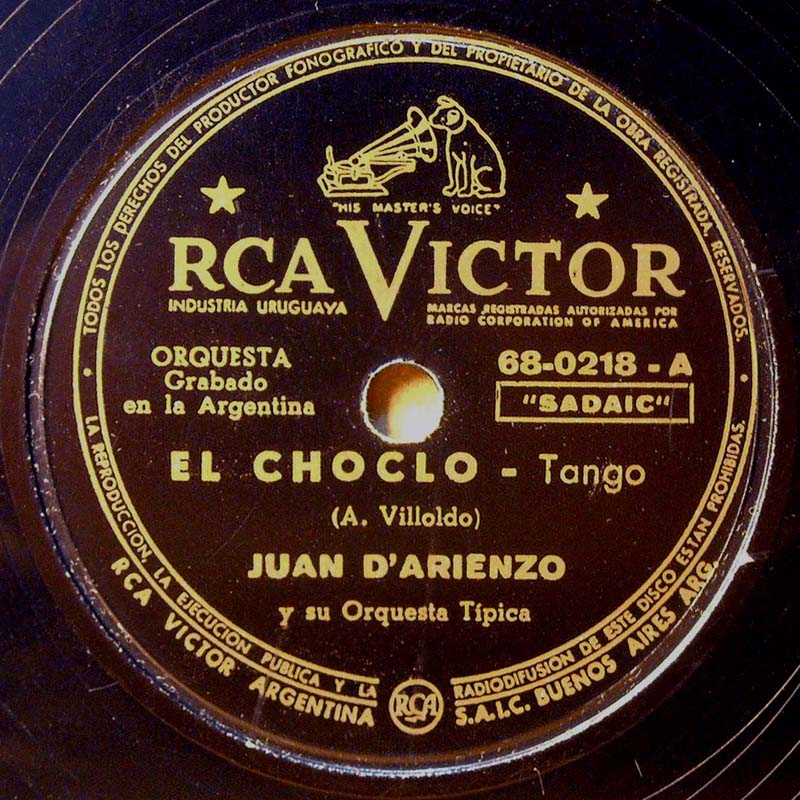 TODOS LOS DERECHOS DEL PRODUCTOR FONOGRAFICO Y DEL PROPIETARIO DE LA OBRA REGISTRADA, RESERVADOS.
"HIS MASTER'S VOICE"
RCA VICTOR
INDUSTRIA URUGUAYA
MARCAS REGISTRADAS AUTORIZADAS POR
RADIO CORPORATION OF AMERICA
ORQUESTA
Grabado
en la Argentina
68-0218 - A
"SADAIC"
EL CHOCLO - Tango
(A. Villoldo)
JUAN D'ARIENZO
y su Orquesta Típica
LA REPRODUCCION, LA EJECUCION PUBLICA Y LA RADIODIFUSION DE ESTE DISCO ESTAN PROHIBIDAS.
RCA VICTOR ARGENTINA RCA S.A.I.C. BUENOS AIRES ARG.